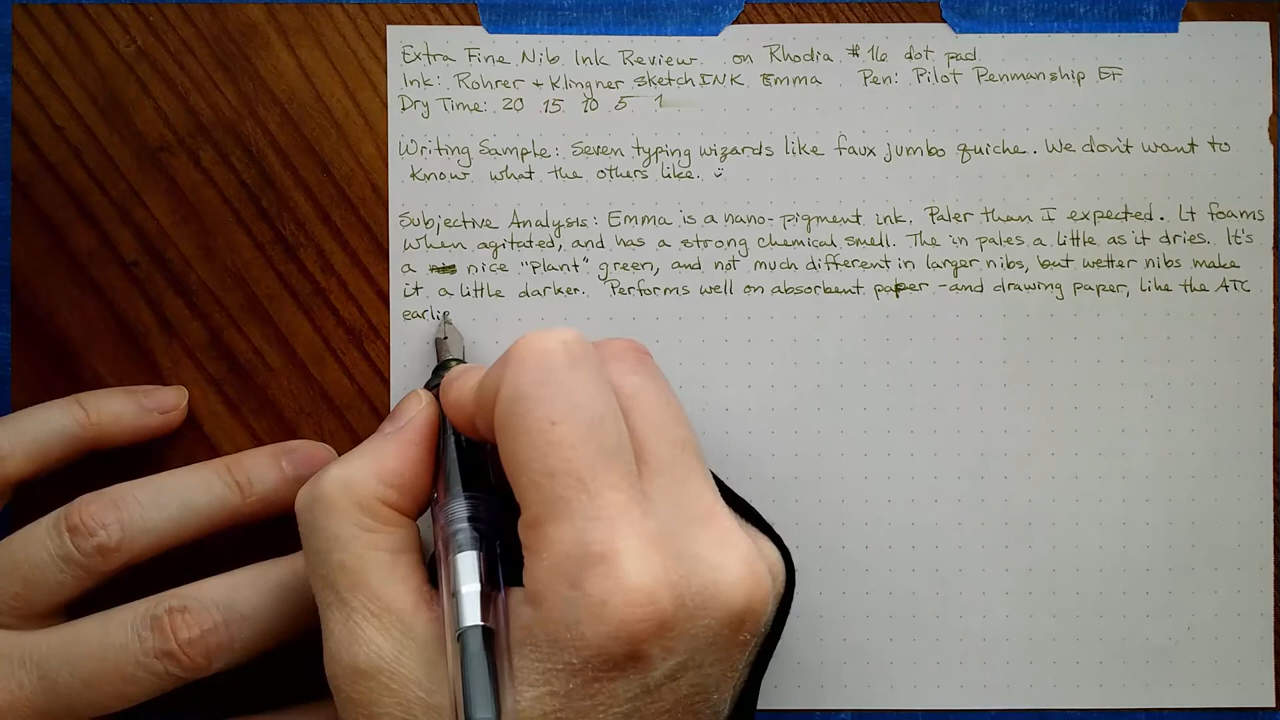 Extra Fine Nib Ink Review on Rhodia #16 dot pad
Ink: Rohrer + Klingner SketchINK Emma Pen: Pilot Penmanship EF
Dry Time: 20 15 10 5 1
Writing Sample: Seven typing wizards like faux jumbo quiche. We don't want to
know what the others like. :)
Subjective Analysis: Emma is a nano-pigment ink. Paler than I expected. It foams
when agitated, and has a strong chemical smell. The in pales a little as it dries. It's
a nice "plant" green, and not much different in larger nibs, but wetter nibs make
it a little darker. Performs well on absorbent paper - and drawing paper, like the ATC
earlie